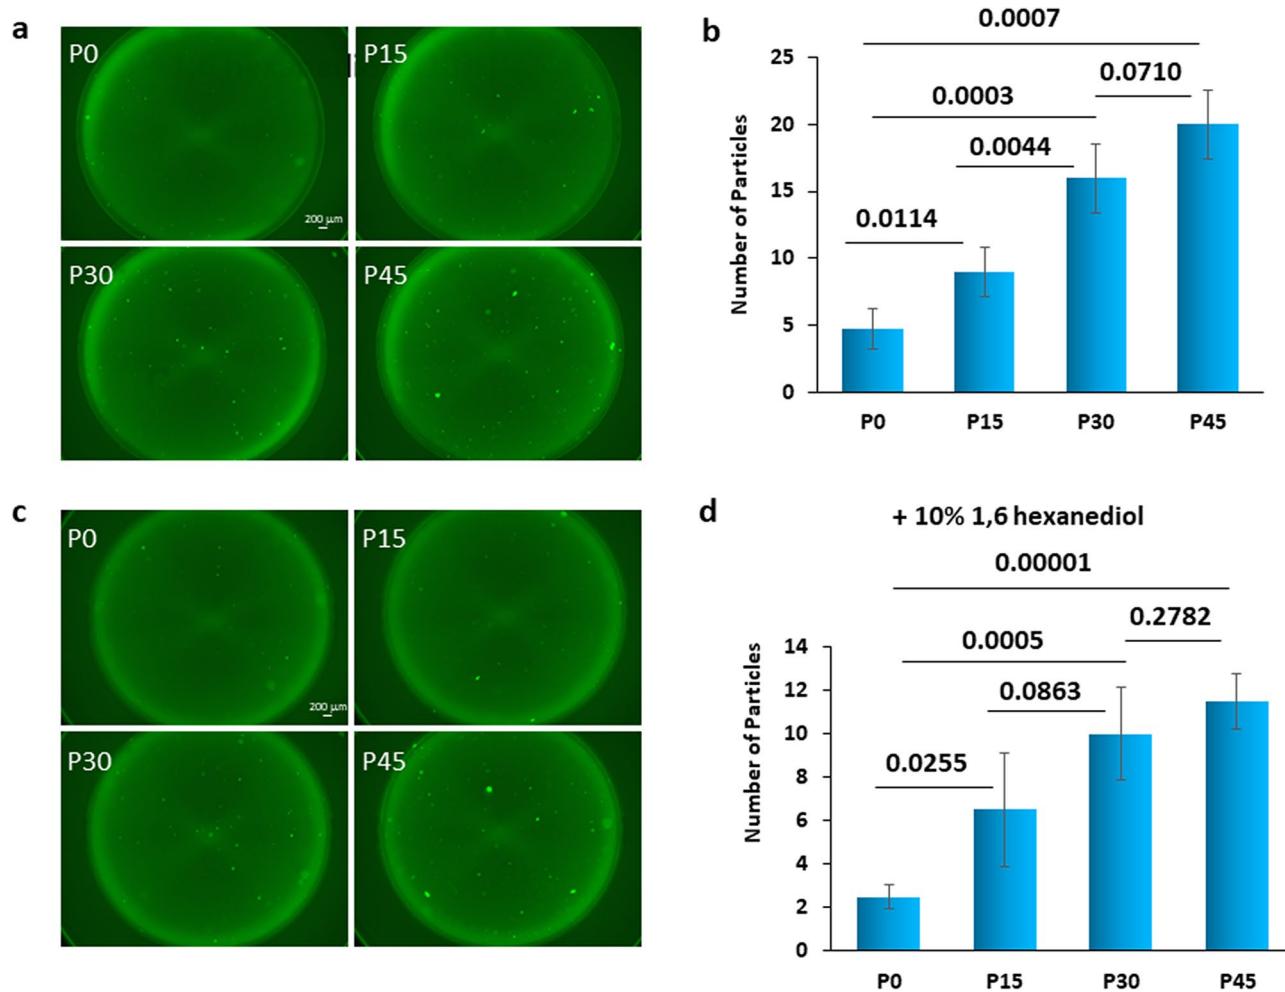 a
P0
P15
200 µm
P30
P45
b
0.0007
0.0710
0.0003
0.0044
0.0114
Number of Particles
25
20
15
10
5
0
P0 P15 P30 P45
c
P0
P15
200 µm
P30
P45
d
+ 10% 1,6 hexanediol
0.00001
0.2782
0.0005
0.0863
0.0255
Number of Particles
14
12
10
8
6
4
2
0
P0 P15 P30 P45